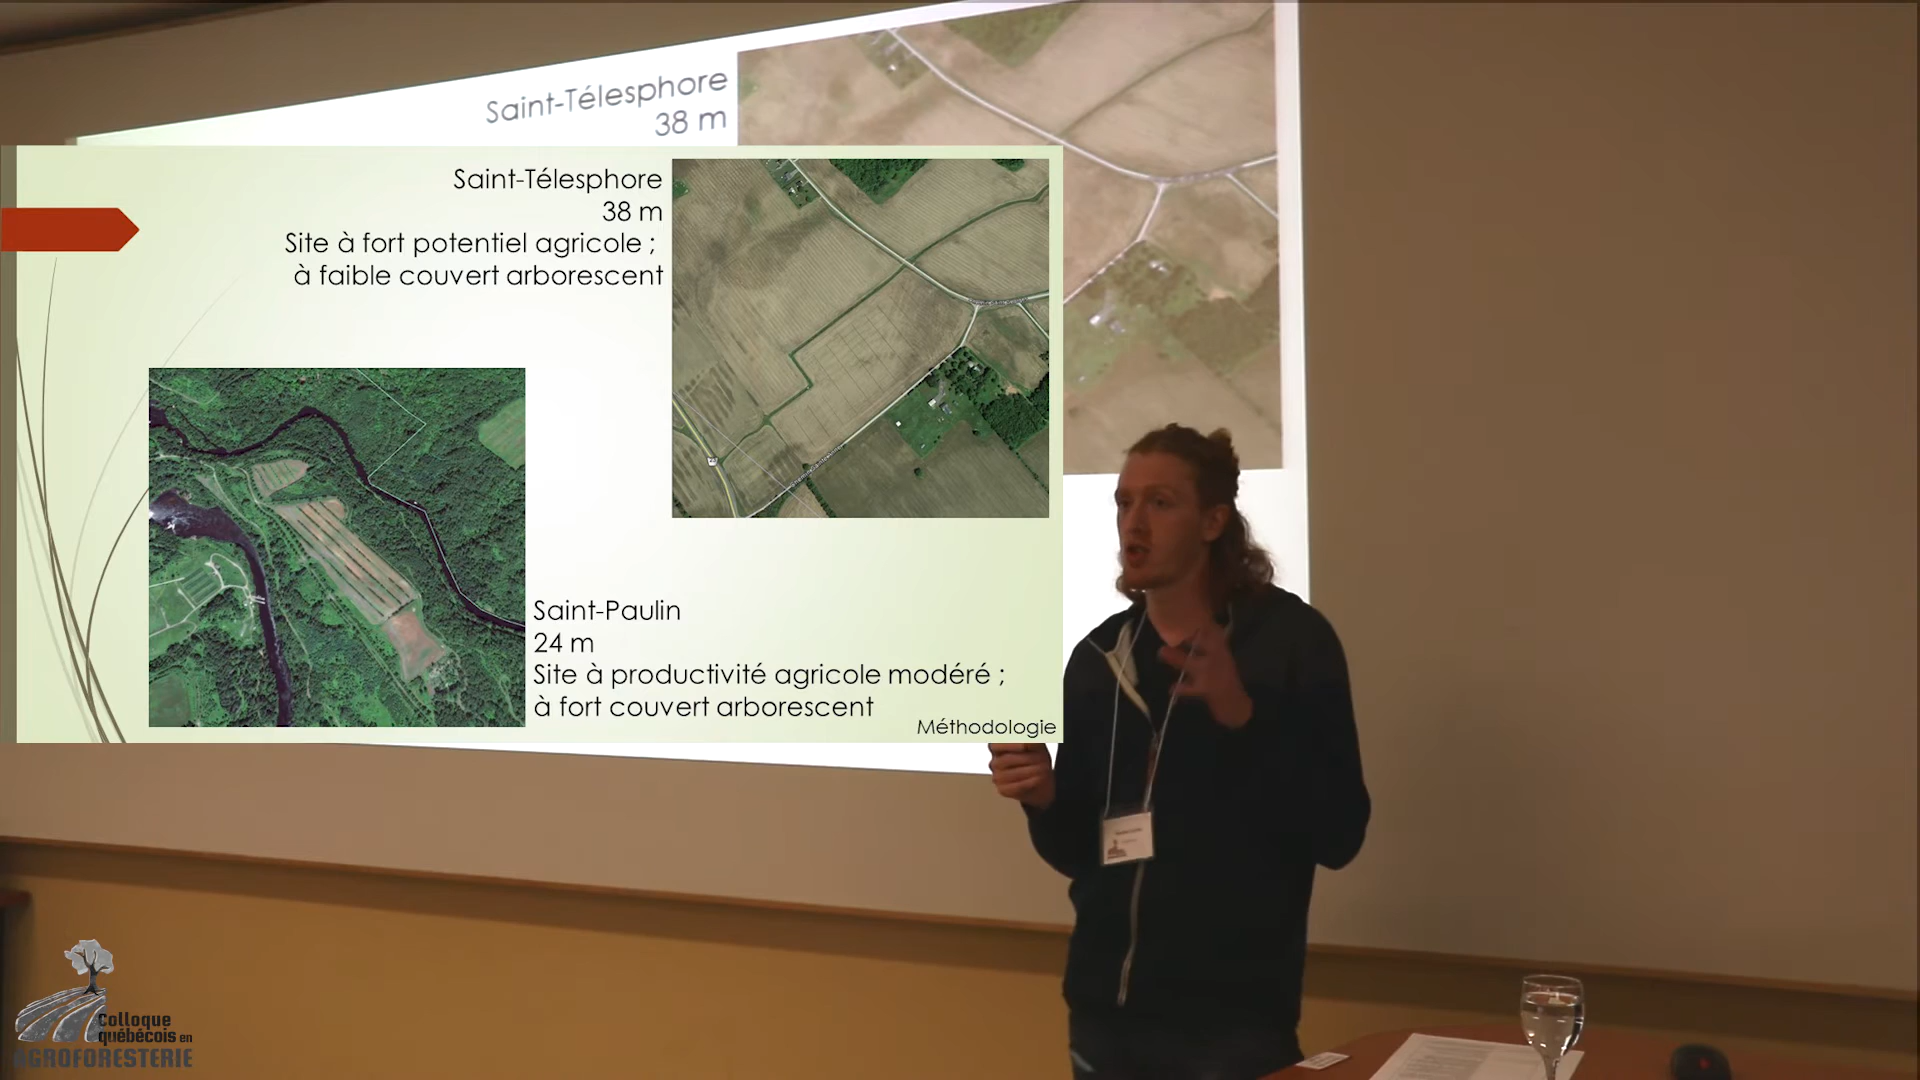 Saint-Télesphore
38 m
Saint-Télesphore
38 m
Site à fort potentiel agricole ;
à faible couvert arborescent
Saint-Paulin
24 m
Site à productivité agricole modéré ;
à fort couvert arborescent
Méthodologie
Colloque
québécois en
AGROFORESTERIE